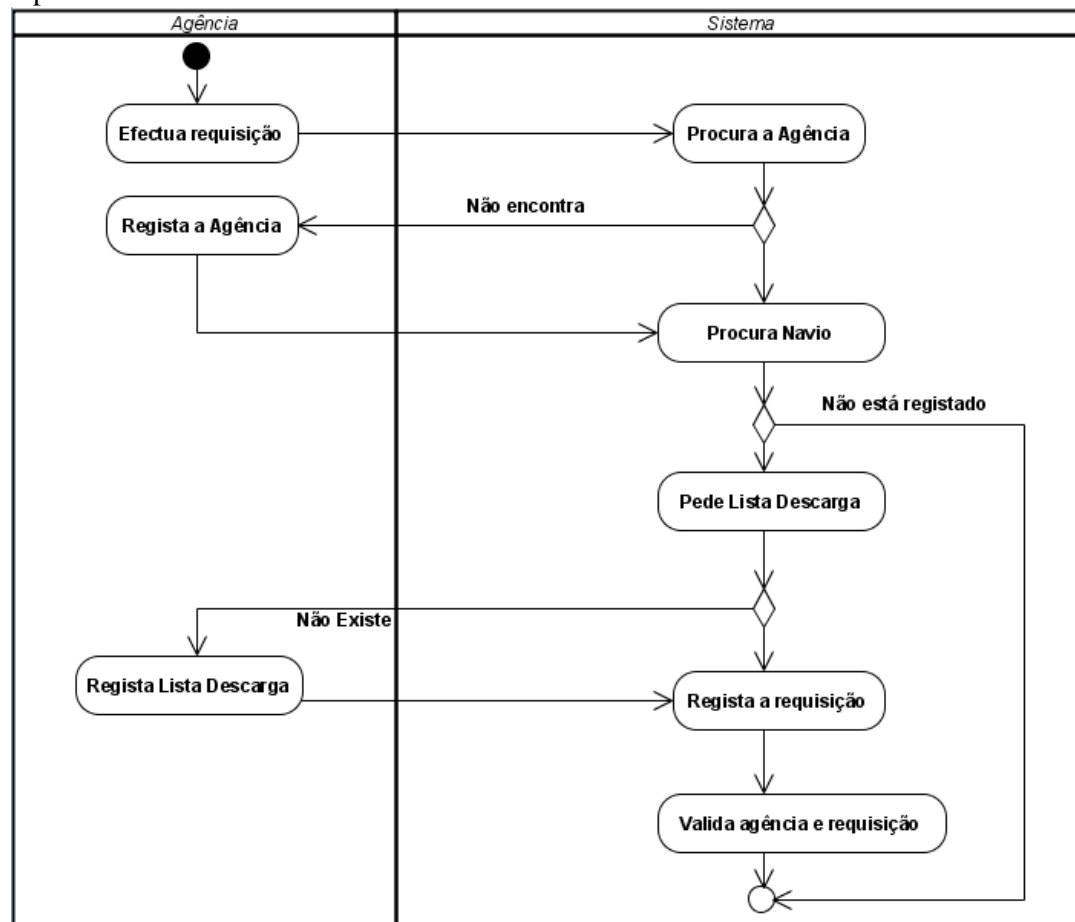 Agência
Sistema
Efectua requisição
Procura a Agência
Não encontra
Regista a Agência
Procura Navio
Não está registado
Pede Lista Descarga
Não Existe
Regista Lista Descarga
Regista a requisição
Valida agência e requisição